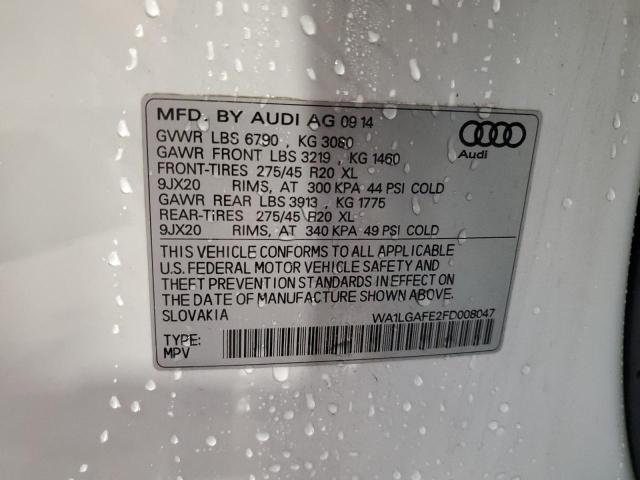 MFD. BY AUDI AG 09 14
GVWR LBS 6790 , KG 3080
GAWR FRONT LBS 3219 , KG 1460
FRONT-TIRES 275/45 R20 XL
9JX20 RIMS, AT 300 KPA 44 PSI COLD
GAWR REAR LBS 3913 , KG 1775
REAR-TIRES 275/45 R20 XL
9JX20 RIMS, AT 340 KPA 49 PSI COLD
Audi
THIS VEHICLE CONFORMS TO ALL APPLICABLE
U.S. FEDERAL MOTOR VEHICLE SAFETY AND
THEFT PREVENTION STANDARDS IN EFFECT ON
THE DATE OF MANUFACTURE SHOWN ABOVE.
SLOVAKIA WA1LGAFE2FD008047
TYPE:
MPV